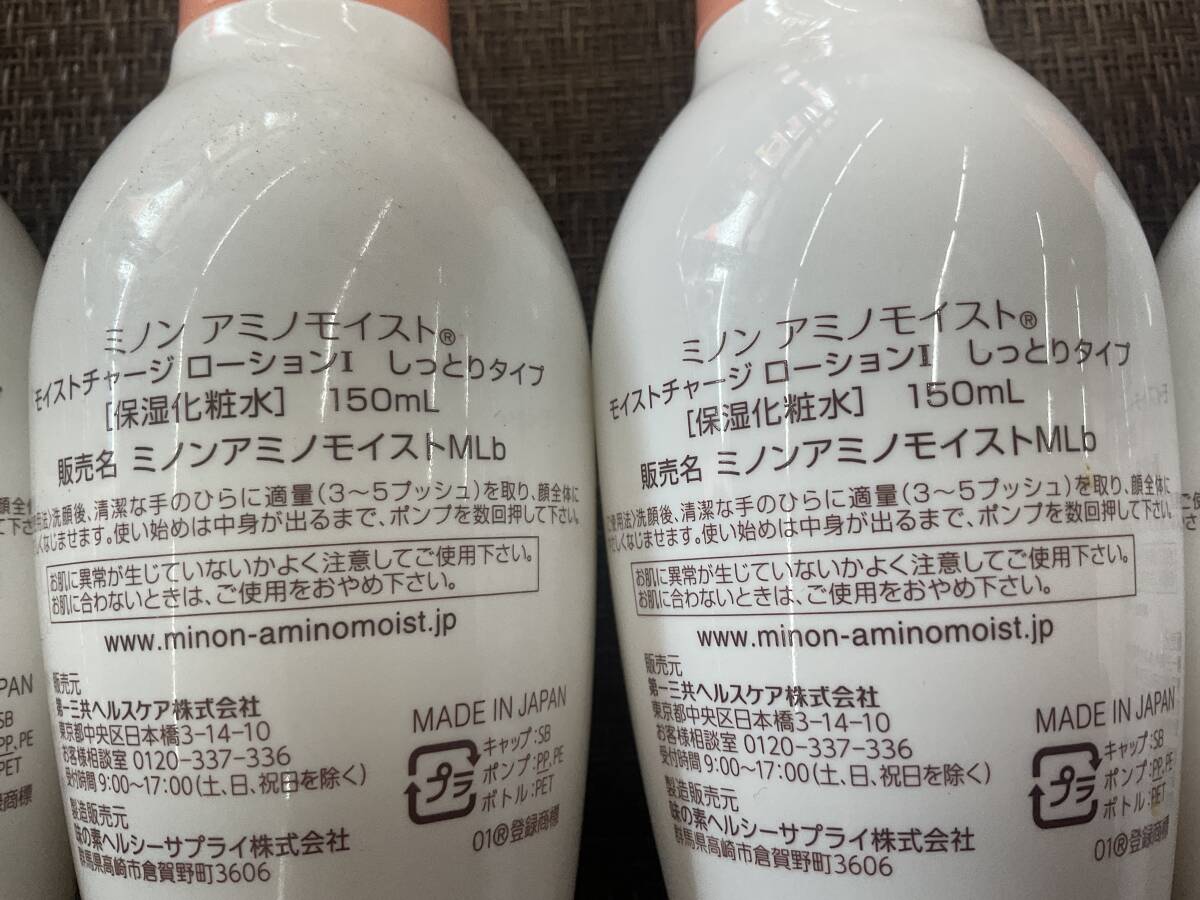 ミノン アミノモイスト®
モイストチャージ ローションI しっとりタイプ
[保湿化粧水] 150mL
販売名 ミノンアミノモイストMLb
用法)洗顔後、清潔な手のひらに適量(3~5プッシュ)を取り、顔全体に
しくなじませます。使い始めは中身が出るまで、ポンプを数回押して下さい。
お肌に異常が生じていないかよく注意してご使用下さい。
お肌に合わないときは、ご使用をおやめ下さい。
www.minon-aminomoist.jp
販売元
第一三共ヘルスケア株式会社
東京都中央区日本橋3-14-10
お客様相談室 0120-337-336
受付時間 9:00~17:00(土、日、祝日を除く)
製造販売元
味の素ヘルシーサプライ株式会社
群馬県高崎市倉賀野町3606
MADE IN JAPAN
プラ
キャップ:SB
ポンプ:PP,PE
ボトル:PET
01®登録商標
ミノン アミノモイスト®
モイストチャージ ローションI しっとりタイプ
[保湿化粧水] 150mL
販売名 ミノンアミノモイストMLb
ご使用法)洗顔後、清潔な手のひらに適量(3~5プッシュ)を取り、顔全体に
やさしくなじませます。使い始めは中身が出るまで、ポンプを数回押して下さい。
お肌に異常が生じていないかよく注意してご使用下さい。
お肌に合わないときは、ご使用をおやめ下さい。
www.minon-aminomoist.jp
販売元
第一三共ヘルスケア株式会社
東京都中央区日本橋3-14-10
お客様相談室 0120-337-336
受付時間 9:00~17:00(土、日、祝日を除く)
製造販売元
味の素ヘルシーサプライ株式会社
群馬県高崎市倉賀野町3606
MADE IN JAPAN
プラ
キャップ:SB
ポンプ:PP,PE
ボトル:PET
01®登録商標
PAN
SB
PP,PE
PET
録商標